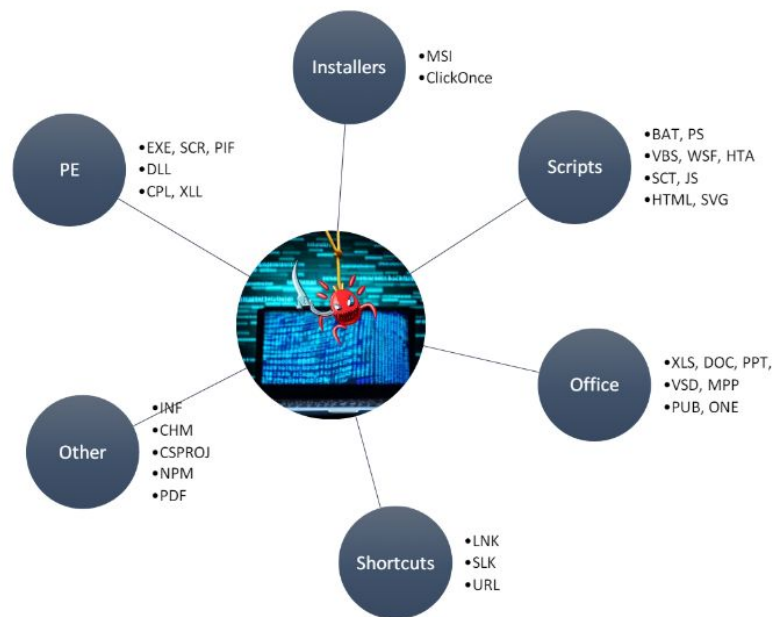 Installers
•MSI
•ClickOnce
Scripts
•BAT, PS
•VBS, WSF, HTA
•SCT, JS
•HTML, SVG
PE
•EXE, SCR, PIF
•DLL
•CPL, XLL
Office
•XLS, DOC, PPT,
•VSD, MPP
•PUB, ONE
Other
•INF
•CHM
•CSPROJ
•NPM
•PDF
Shortcuts
•LNK
•SLK
•URL